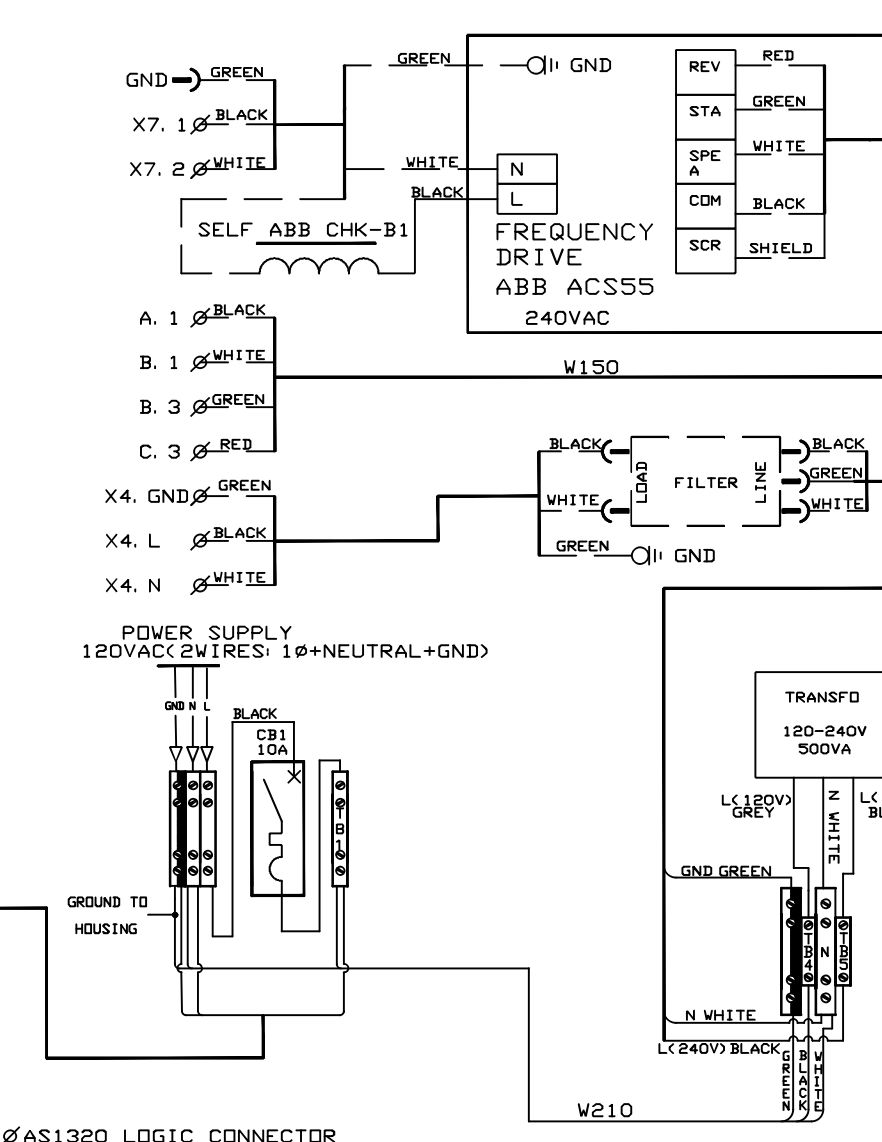 GND GREEN
X7. 1 BLACK
X7. 2 WHITE
GREEN GND
WHITE N
BLACK L
SELF ABB CHK-B1
FREQUENCY
DRIVE
ABB ACS55
240VAC
REV RED
STA GREEN
SPE
A
WHITE
COM BLACK
SCR SHIELD
A. 1 BLACK
B. 1 WHITE
B. 3 GREEN
C. 3 RED
W150
X4. GND GREEN
X4. L BLACK
X4. N WHITE
BLACK
WHITE
GREEN GND
LOAD
FILTER
LINE
BLACK
GREEN
WHITE
POWER SUPPLY
120VAC(2WIRES: 1Ø+NEUTRAL+GND)
GND N L
BLACK
CB1
10A
TB1
GROUND TO
HOUSING
TRANSFO
120-240V
500VA
L(120V)
GREY
N WHITE
L(
BL
GND GREEN
TB4
N
TB5
N WHITE
L(240V) BLACK
GREEN
BLACK
WHITE
W210
ØAS1320 LOGIC CONNECTOR